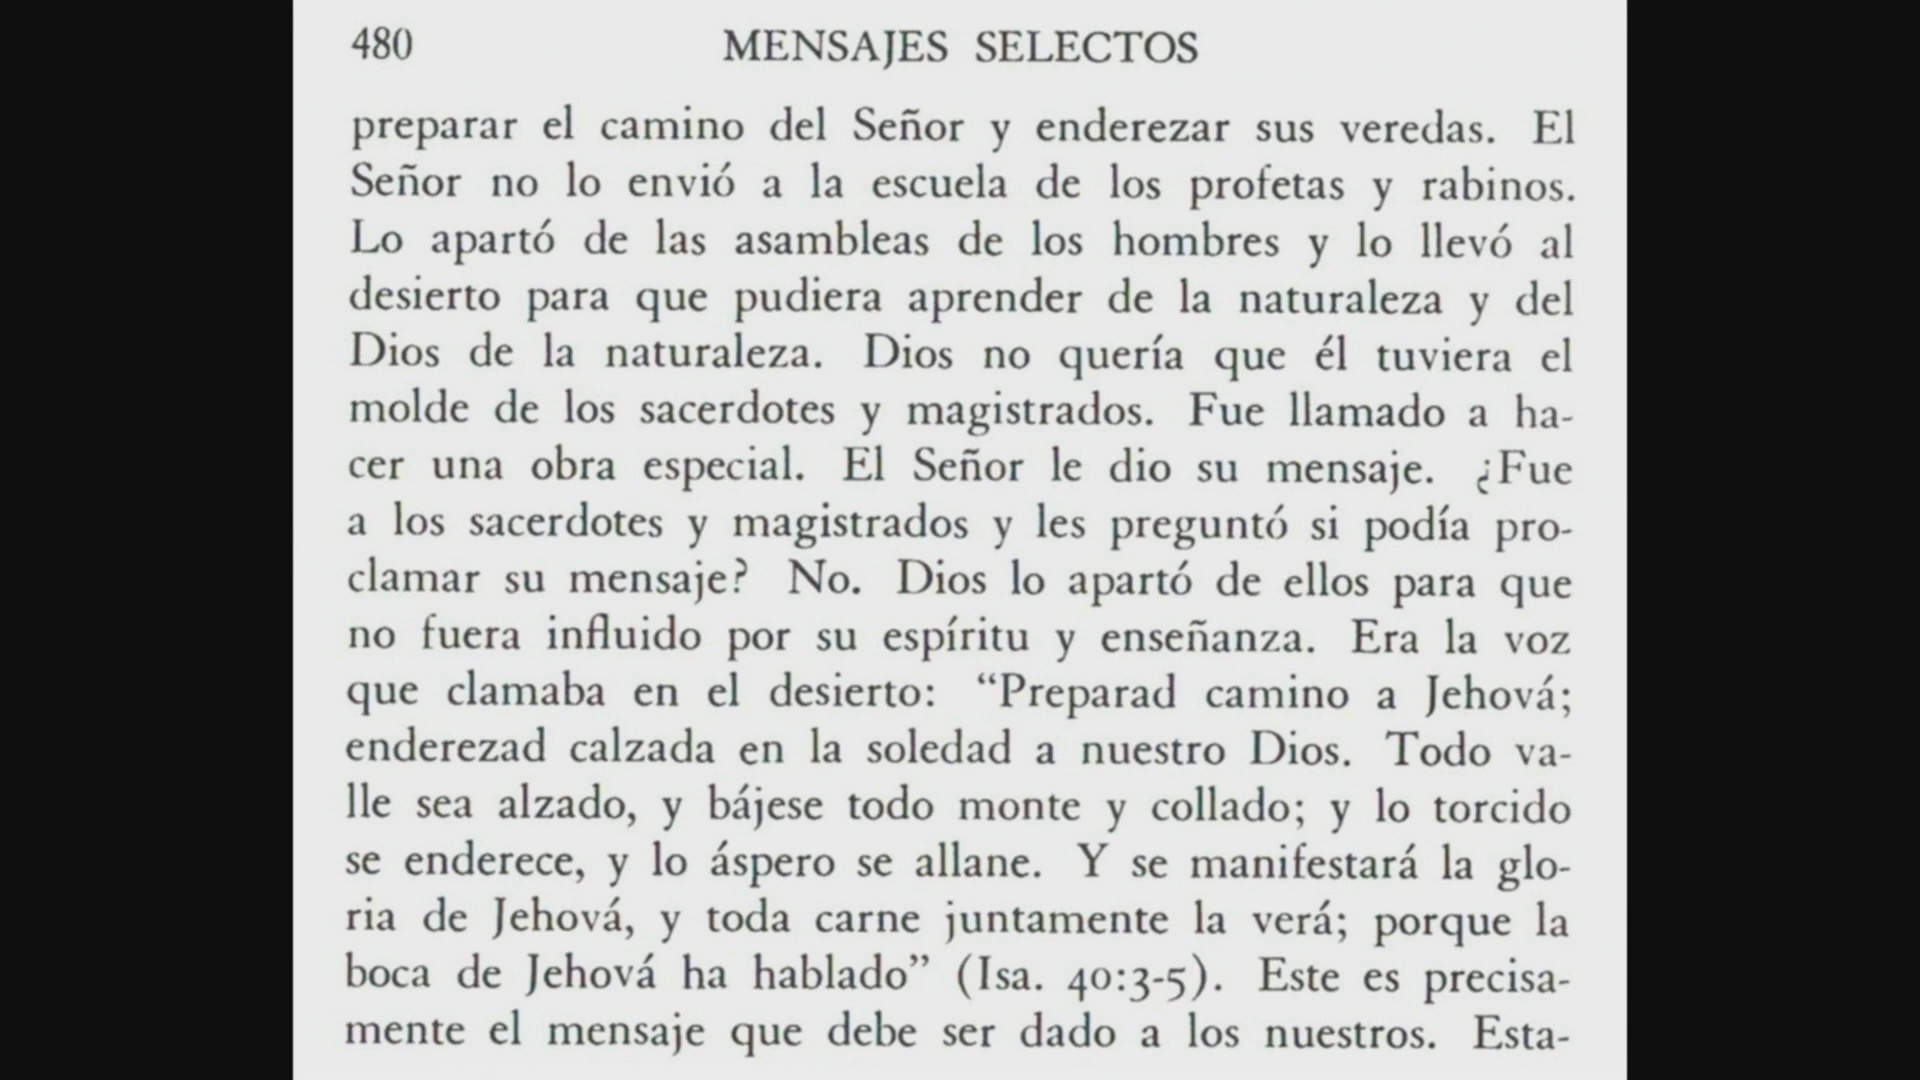 480 MENSAJES SELECTOS
preparar el camino del Señor y enderezar sus veredas. El
Señor no lo envió a la escuela de los profetas y rabinos.
Lo apartó de las asambleas de los hombres y lo llevó al
desierto para que pudiera aprender de la naturaleza y del
Dios de la naturaleza. Dios no quería que él tuviera el
molde de los sacerdotes y magistrados. Fue llamado a ha-
cer una obra especial. El Señor le dio su mensaje. ¿Fue
a los sacerdotes y magistrados y les preguntó si podía pro-
clamar su mensaje? No. Dios lo apartó de ellos para que
no fuera influido por su espíritu y enseñanza. Era la voz
que clamaba en el desierto: “Preparad camino a Jehová;
enderezad calzada en la soledad a nuestro Dios. Todo va-
lle sea alzado, y bájese todo monte y collado; y lo torcido
se enderece, y lo áspero se allane. Y se manifestará la glo-
ria de Jehová, y toda carne juntamente la verá; porque la
boca de Jehová ha hablado” (Isa. 40:3-5). Este es precisa-
mente el mensaje que debe ser dado a los nuestros. Esta-